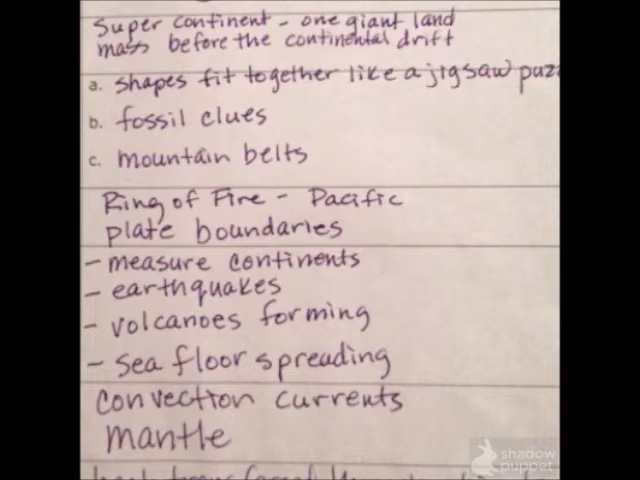 Super continent - one giant land
mass before the continental drift
a. shapes fit together like a jigsaw puz
b. fossil clues
c. mountain belts
Ring of Fire - Pacific
plate boundaries
- measure continents
- earthquakes
- volcanoes forming
- sea floor spreading
convection currents
mantle
shadow
puppet